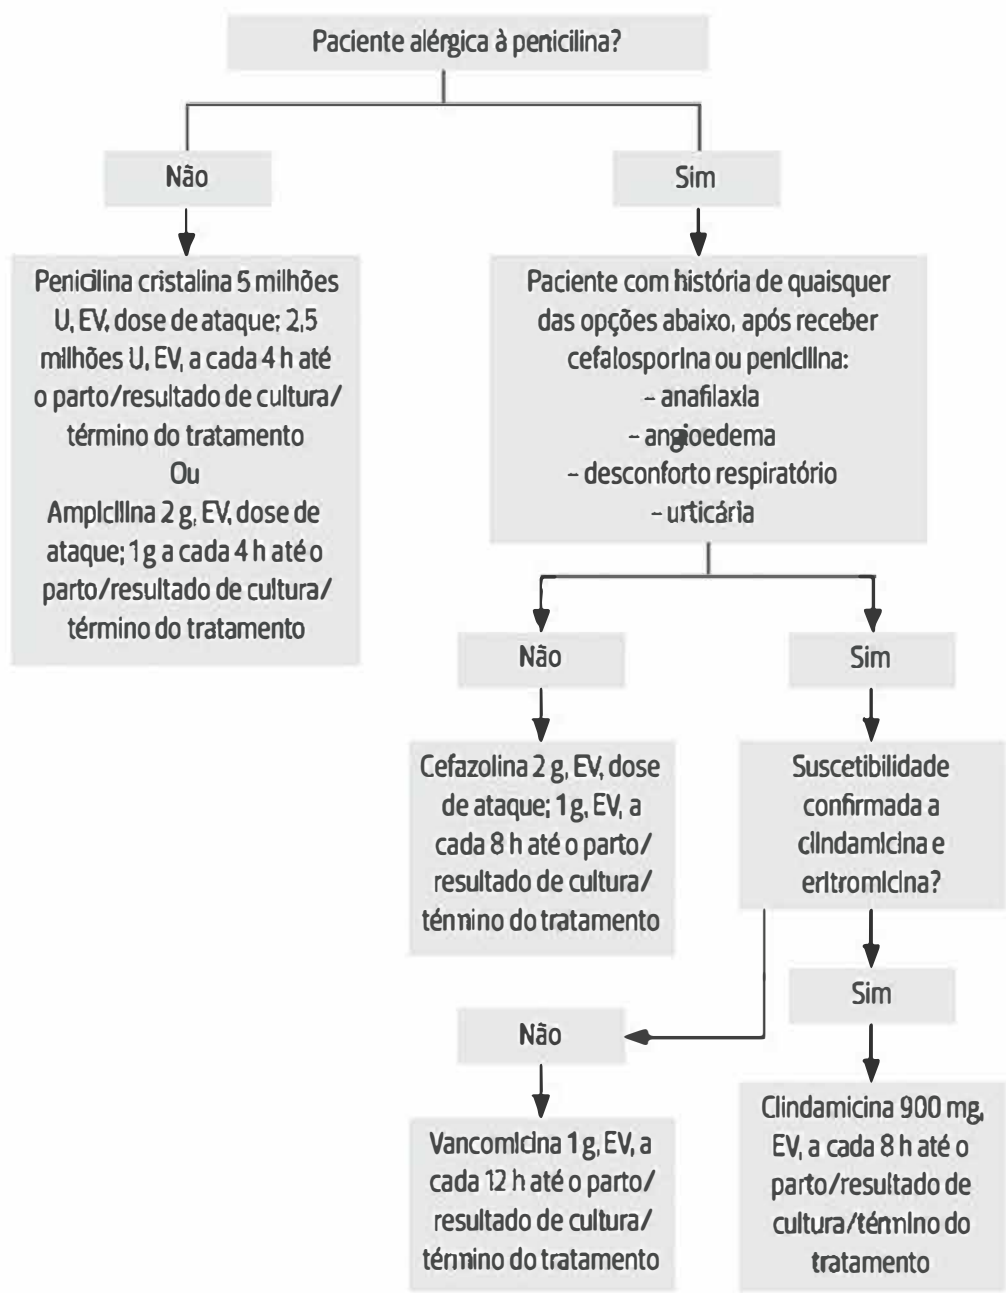 Paciente alérgica à penicilina?
Não
Sim
Penicilina cristalina 5 milhões
U, EV, dose de ataque; 2,5
milhões U, EV, a cada 4 h até
o parto/resultado de cultura/
término do tratamento
Ou
Ampicilina 2 g, EV, dose de
ataque; 1 g a cada 4 h até o
parto/resultado de cultura/
término do tratamento
Paciente com história de quaisquer
das opções abaixo, após receber
cefalosporina ou penicilina:
– anafilaxia
– angioedema
– desconforto respiratório
– urticária
Não
Sim
Cefazolina 2 g, EV, dose
de ataque; 1 g, EV, a
cada 8 h até o parto/
resultado de cultura/
término do tratamento
Suscetibilidade
confirmada a
clindamicina e
eritromicina?
Não
Sim
Vancomicina 1 g, EV, a
cada 12 h até o parto/
resultado de cultura/
término do tratamento
Clindamicina 900 mg,
EV, a cada 8 h até o
parto/resultado de
cultura/término do
tratamento